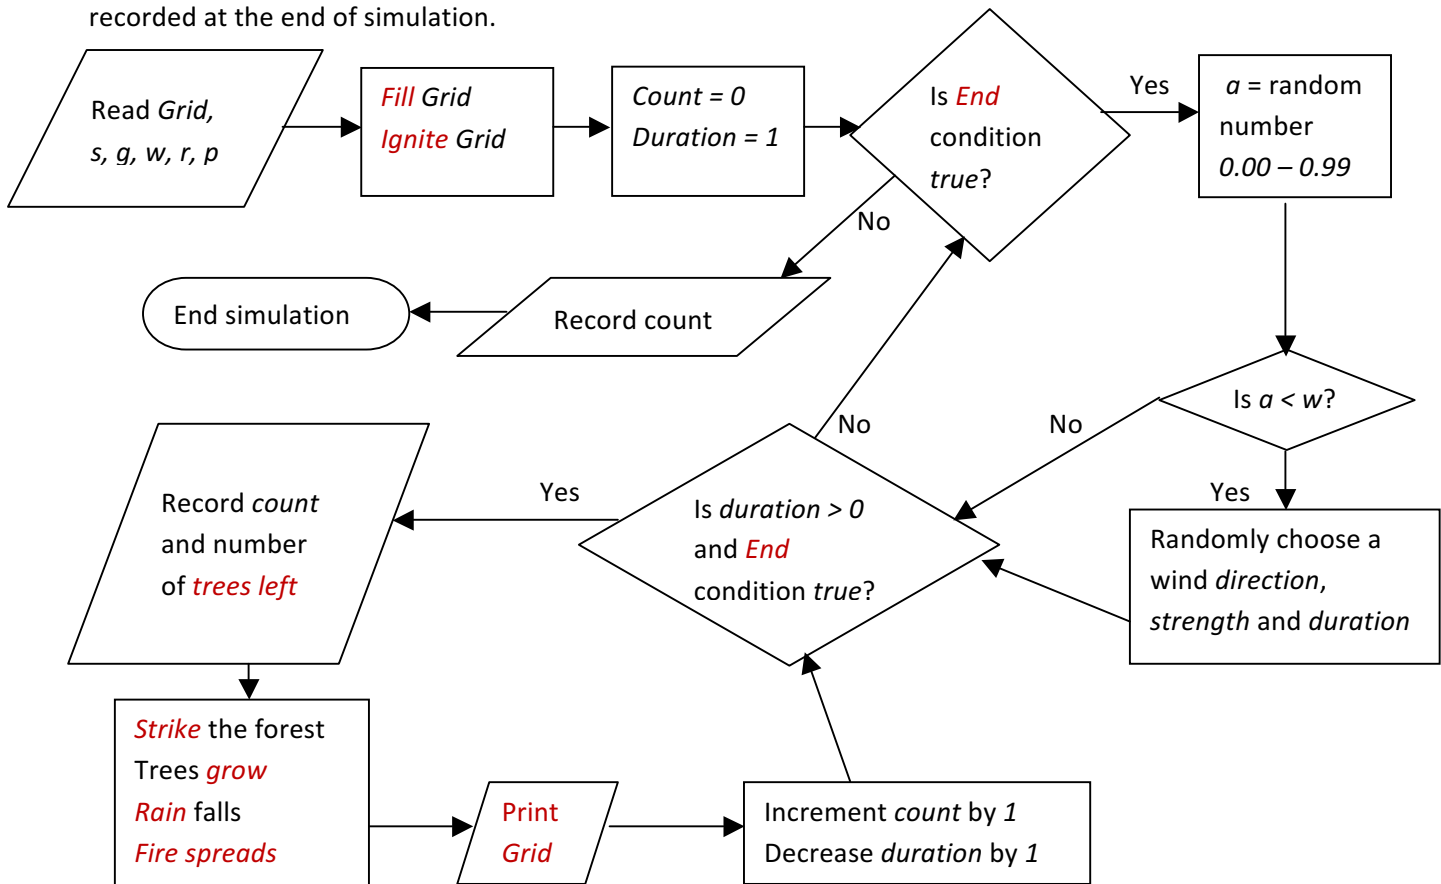 recorded at the end of simulation.
Read Grid,
s, g, w, r, p
Fill Grid
Ignite Grid
Count = 0
Duration = 1
Is End
condition
true?
Yes
a = random
number
0.00 – 0.99
No
Record count
End simulation
Is a < w?
No
Yes
Randomly choose a
wind direction,
strength and duration
Is duration > 0
and End
condition true?
No
Yes
Record count
and number
of trees left
Strike the forest
Trees grow
Rain falls
Fire spreads
Print
Grid
Increment count by 1
Decrease duration by 1